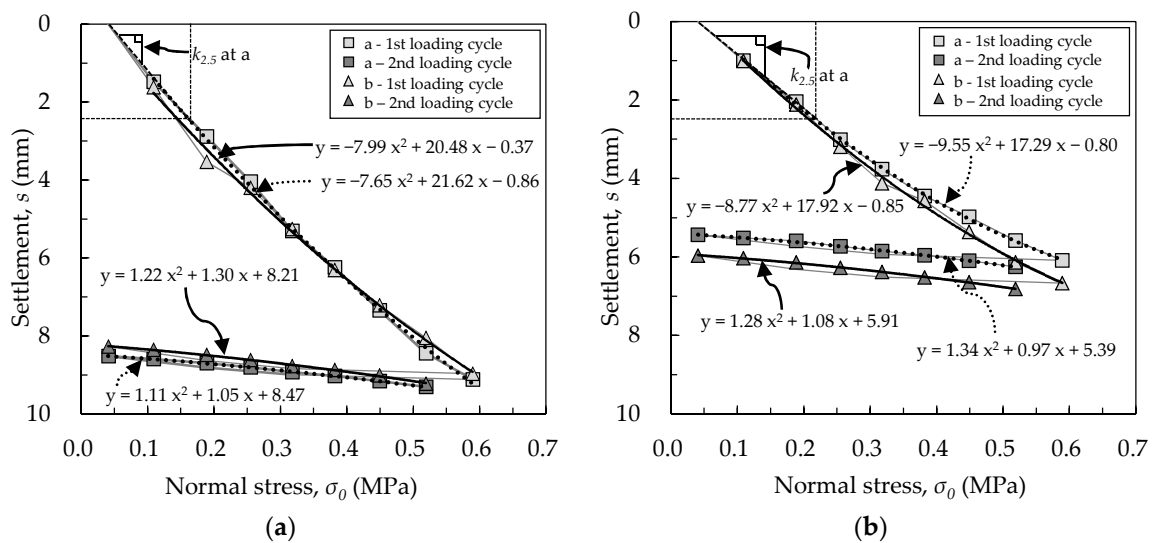 0
2
4
6
8
10
Settlement, s (mm)
k2.5 at a
a - 1st loading cycle
a – 2nd loading cycle
b - 1st loading cycle
b – 2nd loading cycle
y = −7.99 x² + 20.48 x − 0.37
y = −7.65 x² + 21.62 x − 0.86
y = 1.22 x² + 1.30 x + 8.21
y = 1.11 x² + 1.05 x + 8.47
0.0 0.1 0.2 0.3 0.4 0.5 0.6 0.7
Normal stress, σ0 (MPa)
(a)
0
2
4
6
8
10
Settlement, s (mm)
k2.5 at a
a - 1st loading cycle
a – 2nd loading cycle
b - 1st loading cycle
b – 2nd loading cycle
y = −9.55 x² + 17.29 x − 0.80
y = −8.77 x² + 17.92 x − 0.85
y = 1.28 x² + 1.08 x + 5.91
y = 1.34 x² + 0.97 x + 5.39
0.0 0.1 0.2 0.3 0.4 0.5 0.6 0.7
Normal stress, σ0 (MPa)
(b)